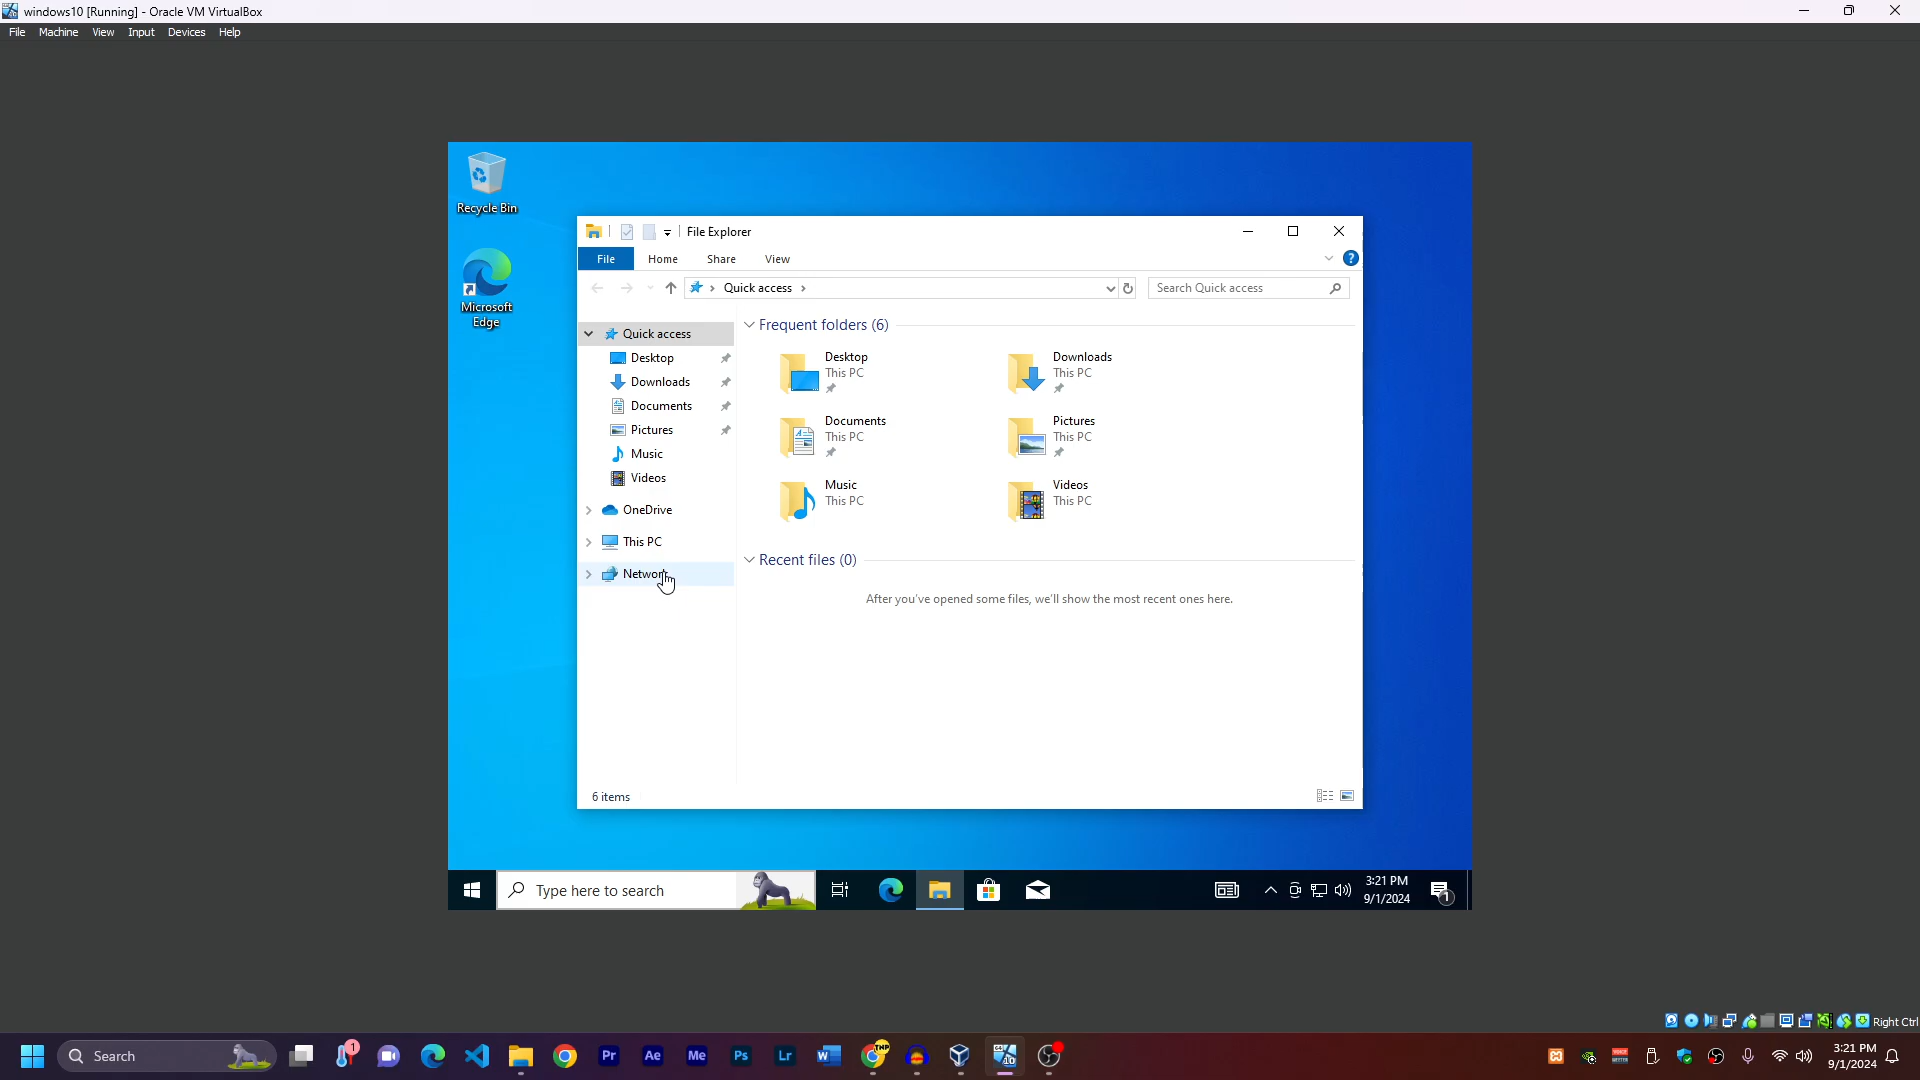 windows10 [Running] - Oracle VM VirtualBox
File Machine View Input Devices Help
Recycle Bin
Microsoft
Edge
File Explorer
File Home Share View
Quick access
Search Quick access
Quick access
Desktop
Downloads
Documents
Pictures
Music
Videos
OneDrive
This PC
Network
Frequent folders (6)
Desktop
This PC
Downloads
This PC
Documents
This PC
Pictures
This PC
Music
This PC
Videos
This PC
Recent files (0)
After you've opened some files, we'll show the most recent ones here.
6 items
Type here to search
3:21 PM
9/1/2024
1
Right Ctrl
Search
1
Pr Ae Me Ps Lr
3:21 PM
9/1/2024